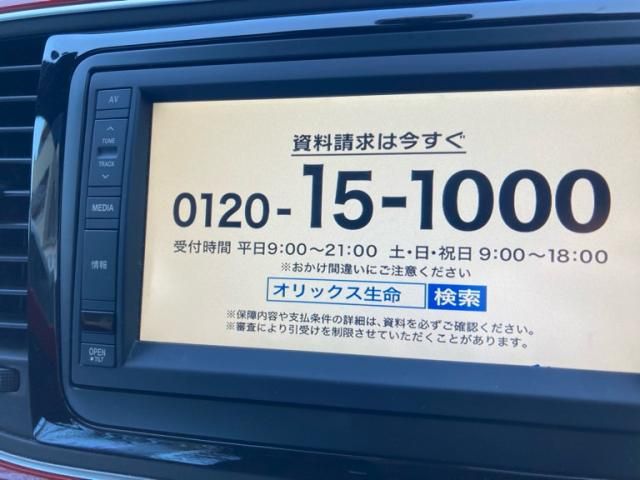 AV
TUNE
TRACK
MEDIA
情報
OPEN
TILT
資料請求は今すぐ
0120-15-1000
受付時間 平日9:00～21:00 土・日・祝日 9:00～18:00
※おかけ間違いにご注意ください
オリックス生命 検索
※保障内容や支払条件の詳細は、資料を必ずご確認ください。
※審査により引受けを制限させていただくことがあります。